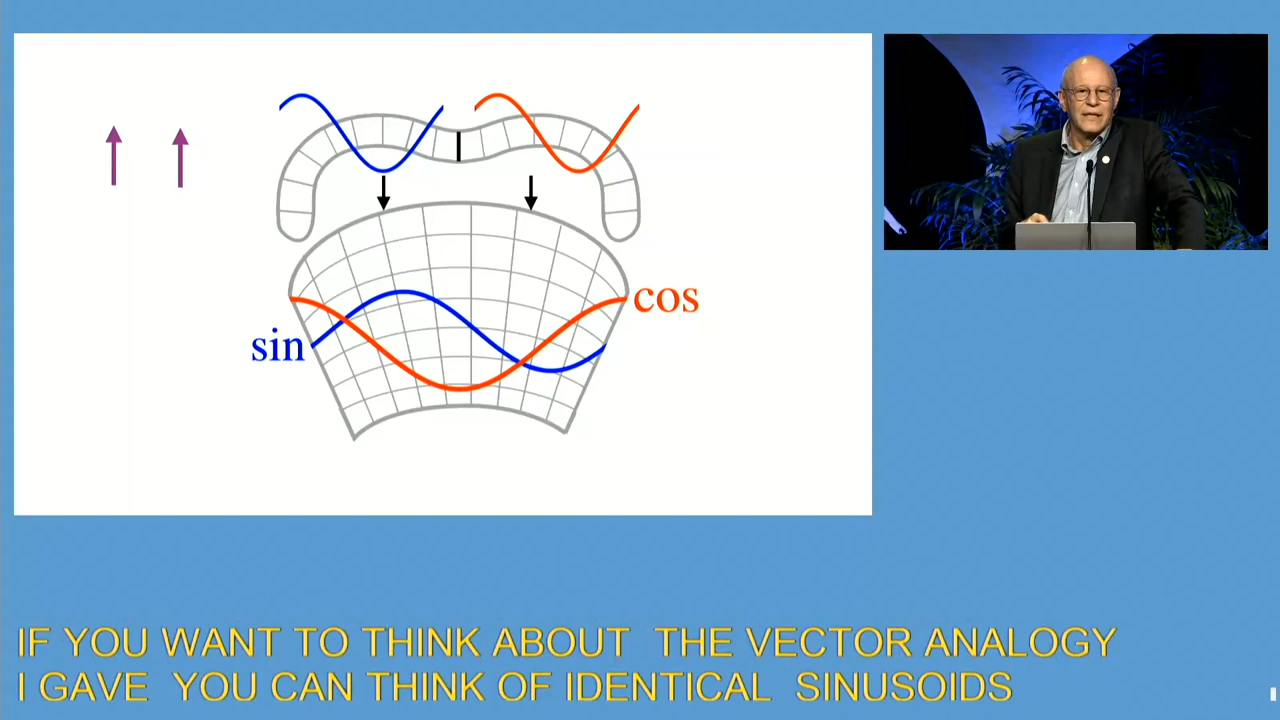 cos
sin
IF YOU WANT TO THINK ABOUT THE VECTOR ANALOGY
I GAVE YOU CAN THINK OF IDENTICAL SINUSOIDS